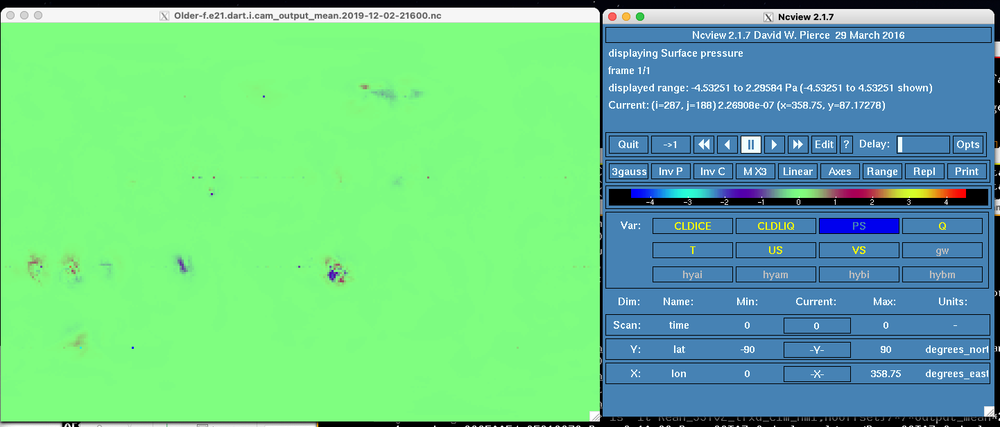 Older-f.e21.dart.i.cam_output_mean.2019-12-02-21600.nc
Ncview 2.1.7
Ncview 2.1.7 David W. Pierce 29 March 2016
displaying Surface pressure
frame 1/1
displayed range: -4.53251 to 2.29584 Pa (-4.53251 to 4.53251 shown)
Current: (i=287, j=188) 2.26908e-07 (x=358.75, y=87.17278)
Quit ->1 Edit ? Delay: Opts
3gauss Inv P Inv C M X3 Linear Axes Range Repl Print
-4 -3 -2 -1 0 1 2 3 4
Var: CLDICE CLDLIQ PS Q
T US VS gw
hyai hyam hybi hybm
Dim: Name: Min: Current: Max: Units:
Scan: time 0 0 0 -
Y: lat -90 -Y- 90 degrees_nort
X: lon 0 -X- 358.75 degrees_east